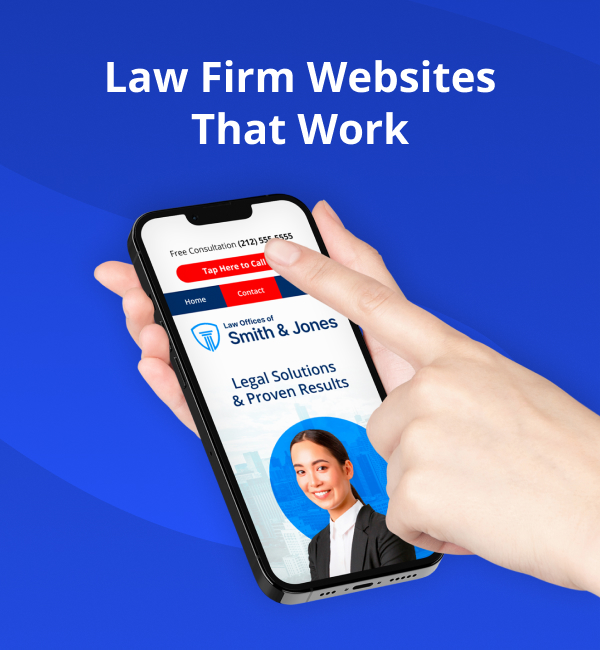 Law Firm Websites
That Work
Free Consultation (212) 555-5555
Tap Here to Call
Home
Contact
Law Offices of
Smith & Jones
Legal Solutions
& Proven Results